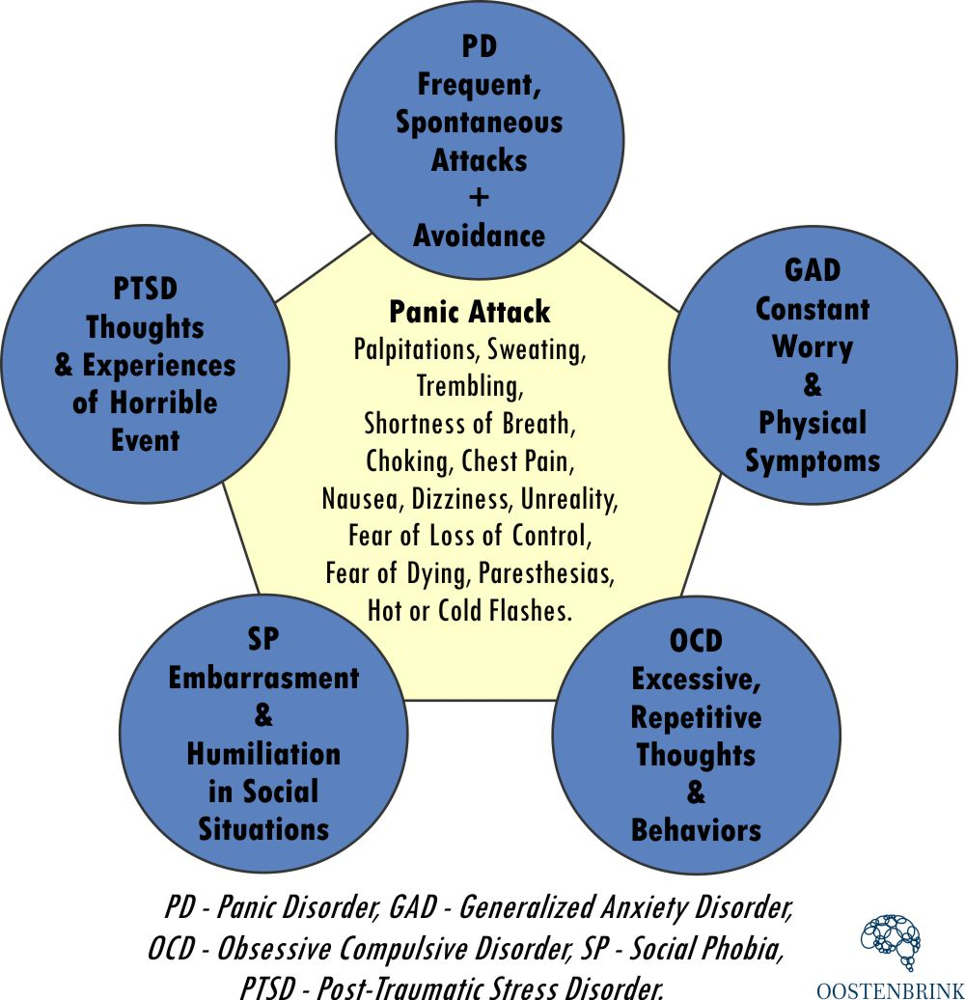 PD
Frequent,
Spontaneous
Attacks
+
Avoidance
PTSD
Thoughts
& Experiences
of Horrible
Event
GAD
Constant
Worry
&
Physical
Symptoms
Panic Attack
Palpitations, Sweating,
Trembling,
Shortness of Breath,
Choking, Chest Pain,
Nausea, Dizziness, Unreality,
Fear of Loss of Control,
Fear of Dying, Paresthesias,
Hot or Cold Flashes.
SP
Embarrasment
&
Humiliation
in Social
Situations
OCD
Excessive,
Repetitive
Thoughts
&
Behaviors
PD - Panic Disorder, GAD - Generalized Anxiety Disorder,
OCD - Obsessive Compulsive Disorder, SP - Social Phobia,
PTSD - Post-Traumatic Stress Disorder.
OOSTENBRINK